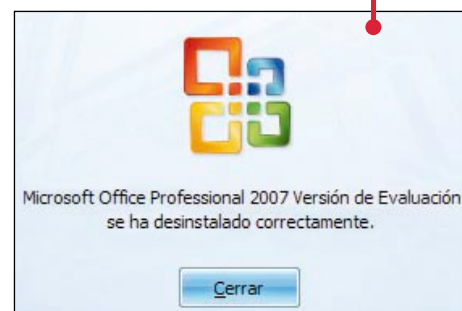 Microsoft Office Professional 2007 Versión de Evaluación
se ha desinstalado correctamente.
Cerrar